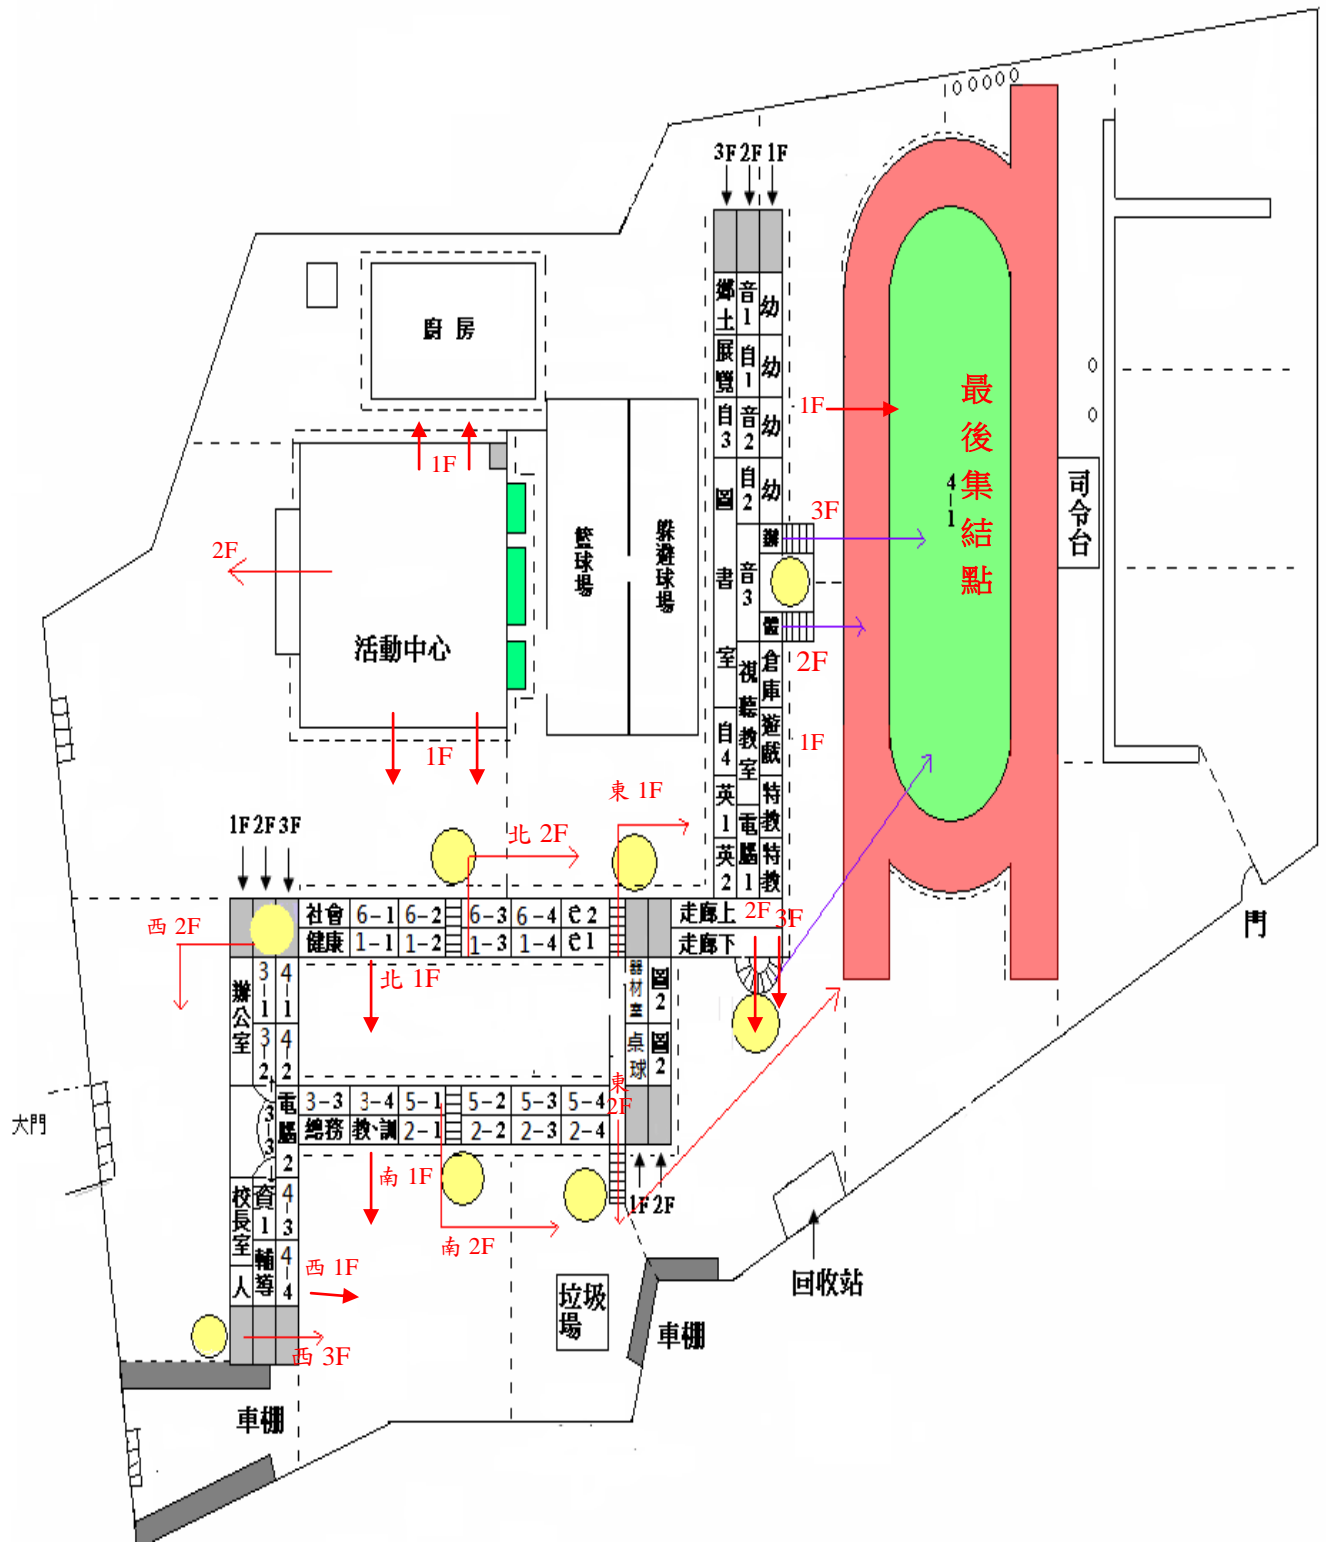 3F 2F 1F
廚房
鄉土
音1
幼
展覽
自1
幼
自3
音2
幼
自2
幼
圖書室
辦
音3
體
倉庫
視聽教室
遊戲
自4
英1
特教
電腦1
英2
特教
1F
最後集結點
4-1
司令台
3F
2F
1F
籃球場
躲避球場
1F
2F
活動中心
1F
東 1F
北 2F
1F 2F 3F
社會 6-1 6-2 6-3 6-4 e2
走廊上
健康 1-1 1-2 1-3 1-4 e1
走廊下
2F
3F
門
西 2F
北 1F
辦公室
3-1
4-1
3-2
4-2
器材室
圖2
桌球
圖2
東 2F
大門
3-3
電腦2
3-3 3-4 5-1 5-2 5-3 5-4
總務 教、訓 2-1 2-2 2-3 2-4
校長室
資1
4-3
人
輔導
4-4
南 1F
南 2F
1F 2F
西 1F
西 3F
垃圾場
車棚
回收站
車棚